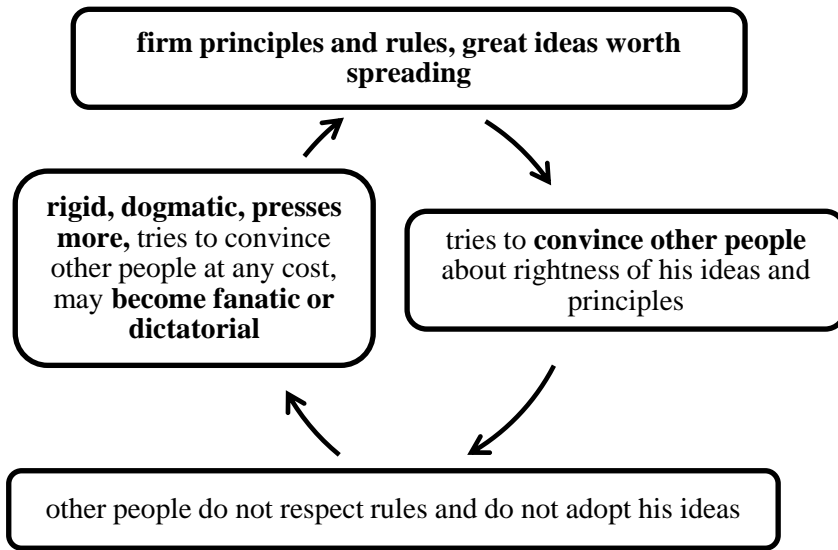 firm principles and rules, great ideas worth
spreading
tries to convince other people
about rightness of his ideas and
principles
other people do not respect rules and do not adopt his ideas
rigid, dogmatic, presses
more, tries to convince
other people at any cost,
may become fanatic or
dictatorial